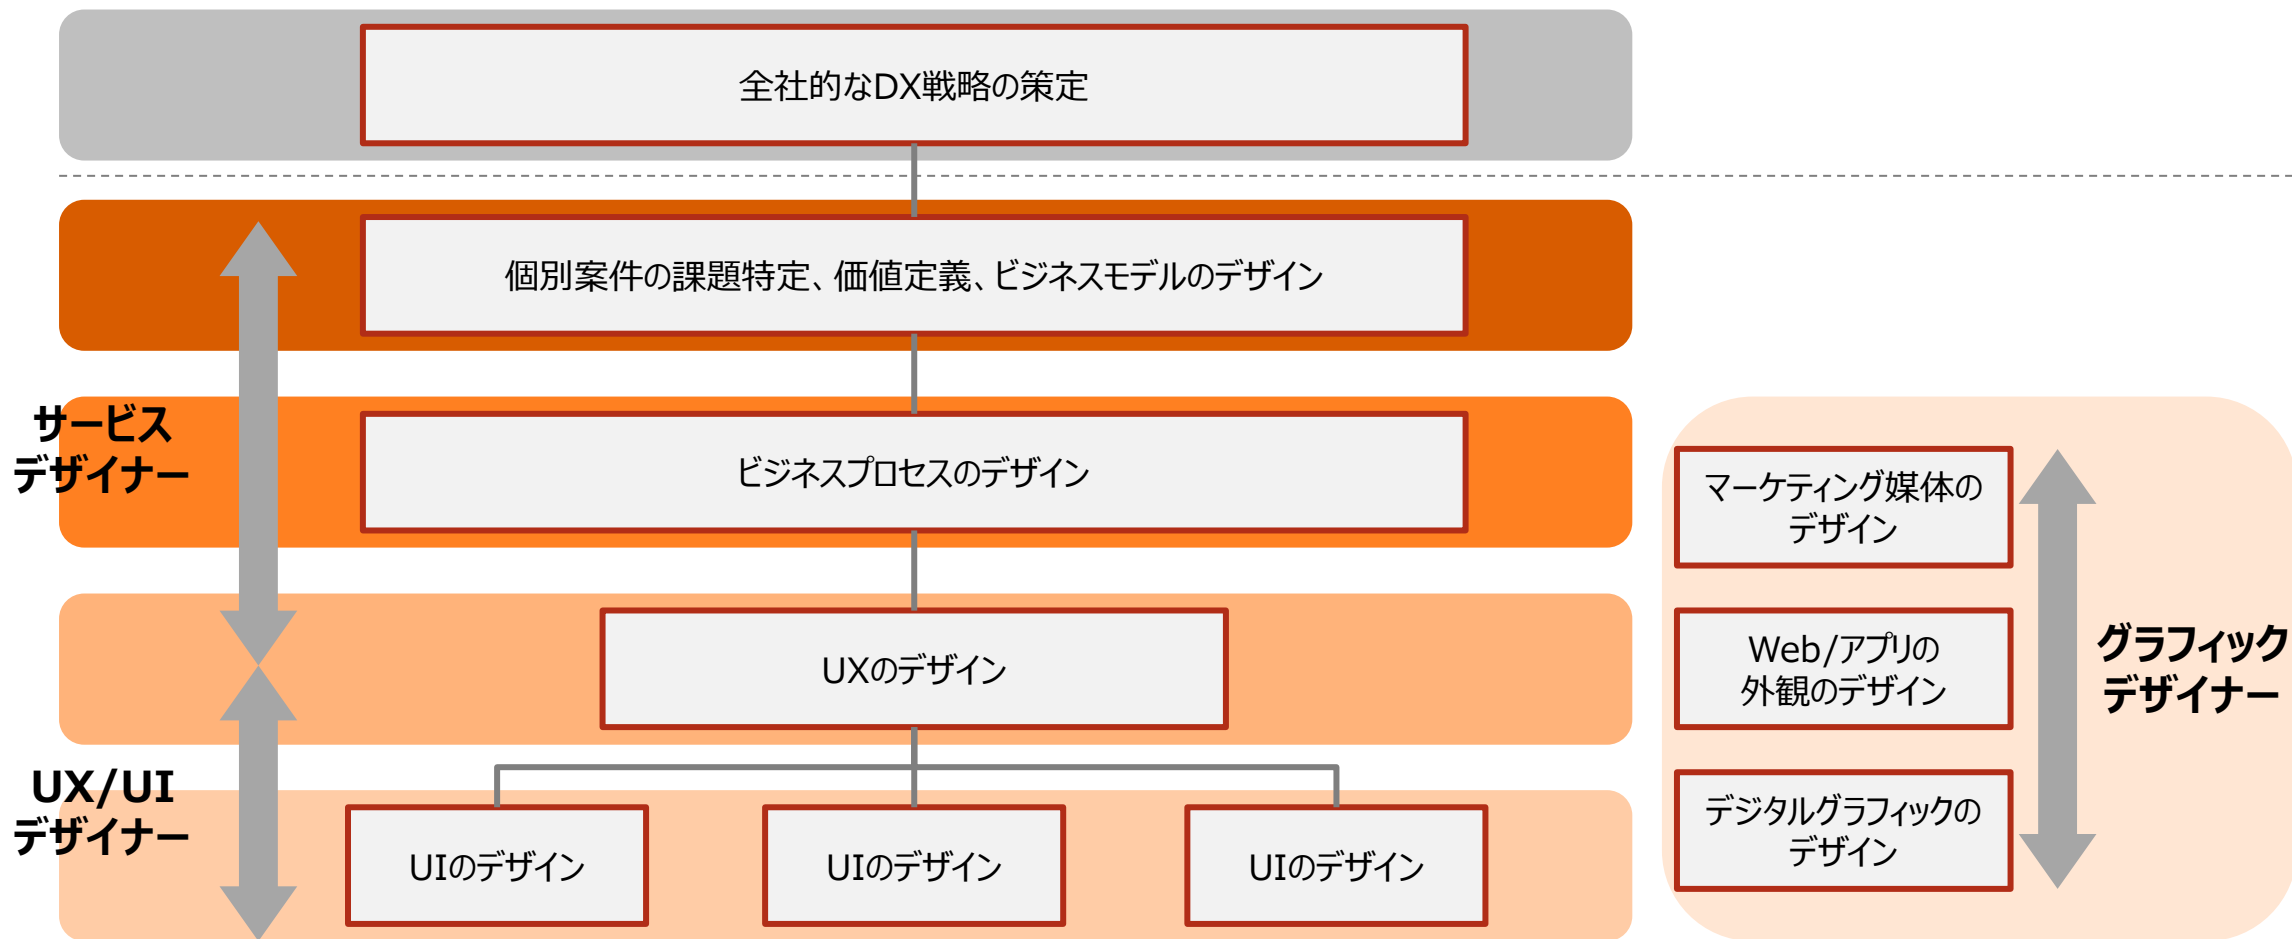 全社的なDX戦略の策定
個別案件の課題特定、価値定義、ビジネスモデルのデザイン
サービス
デザイナー
ビジネスプロセスのデザイン
UXのデザイン
UX/UI
デザイナー
UIのデザイン
UIのデザイン
UIのデザイン
マーケティング媒体の
デザイン
Web/アプリの
外観のデザイン
デジタルグラフィックの
デザイン
グラフィック
デザイナー